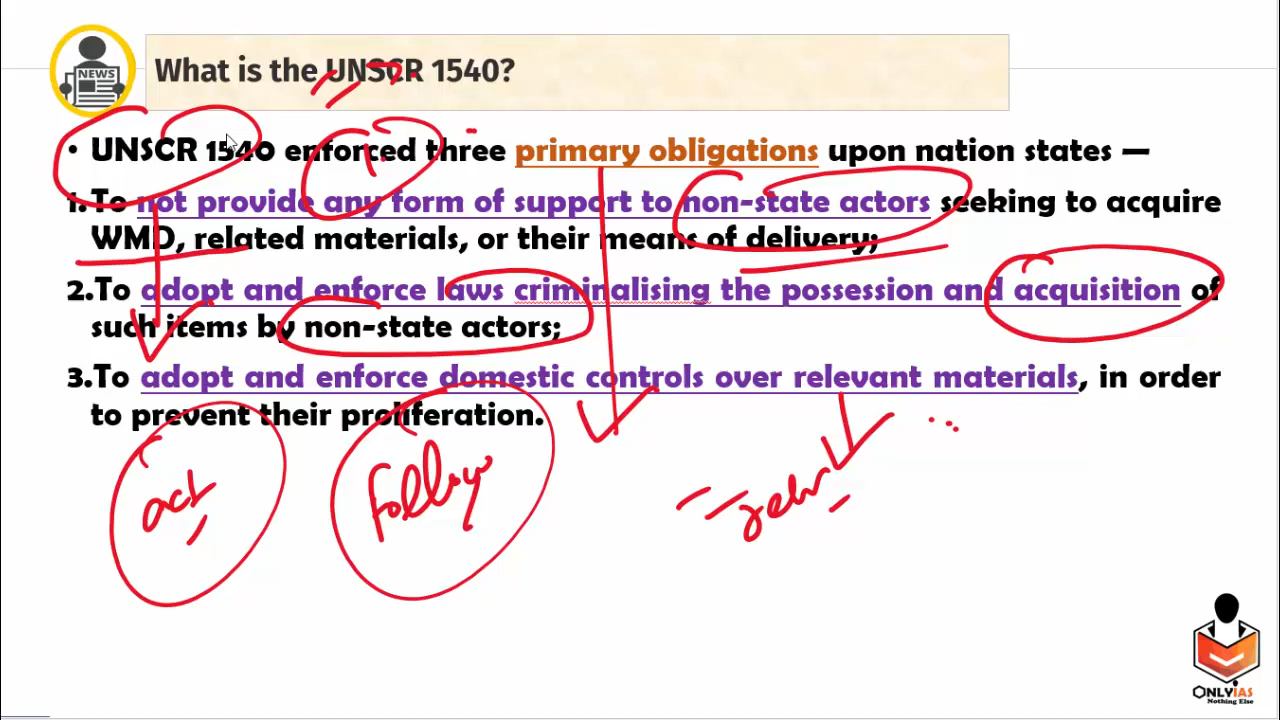 NEWS
What is the UNSCR 1540?
• UNSCR 1540 enforced three primary obligations upon nation states —
1.To not provide any form of support to non-state actors seeking to acquire
WMD, related materials, or their means of delivery;
2.To adopt and enforce laws criminalising the possession and acquisition of
such items by non-state actors;
3.To adopt and enforce domestic controls over relevant materials, in order
to prevent their proliferation.
act
Follow
ONLYIAS
Nothing Else